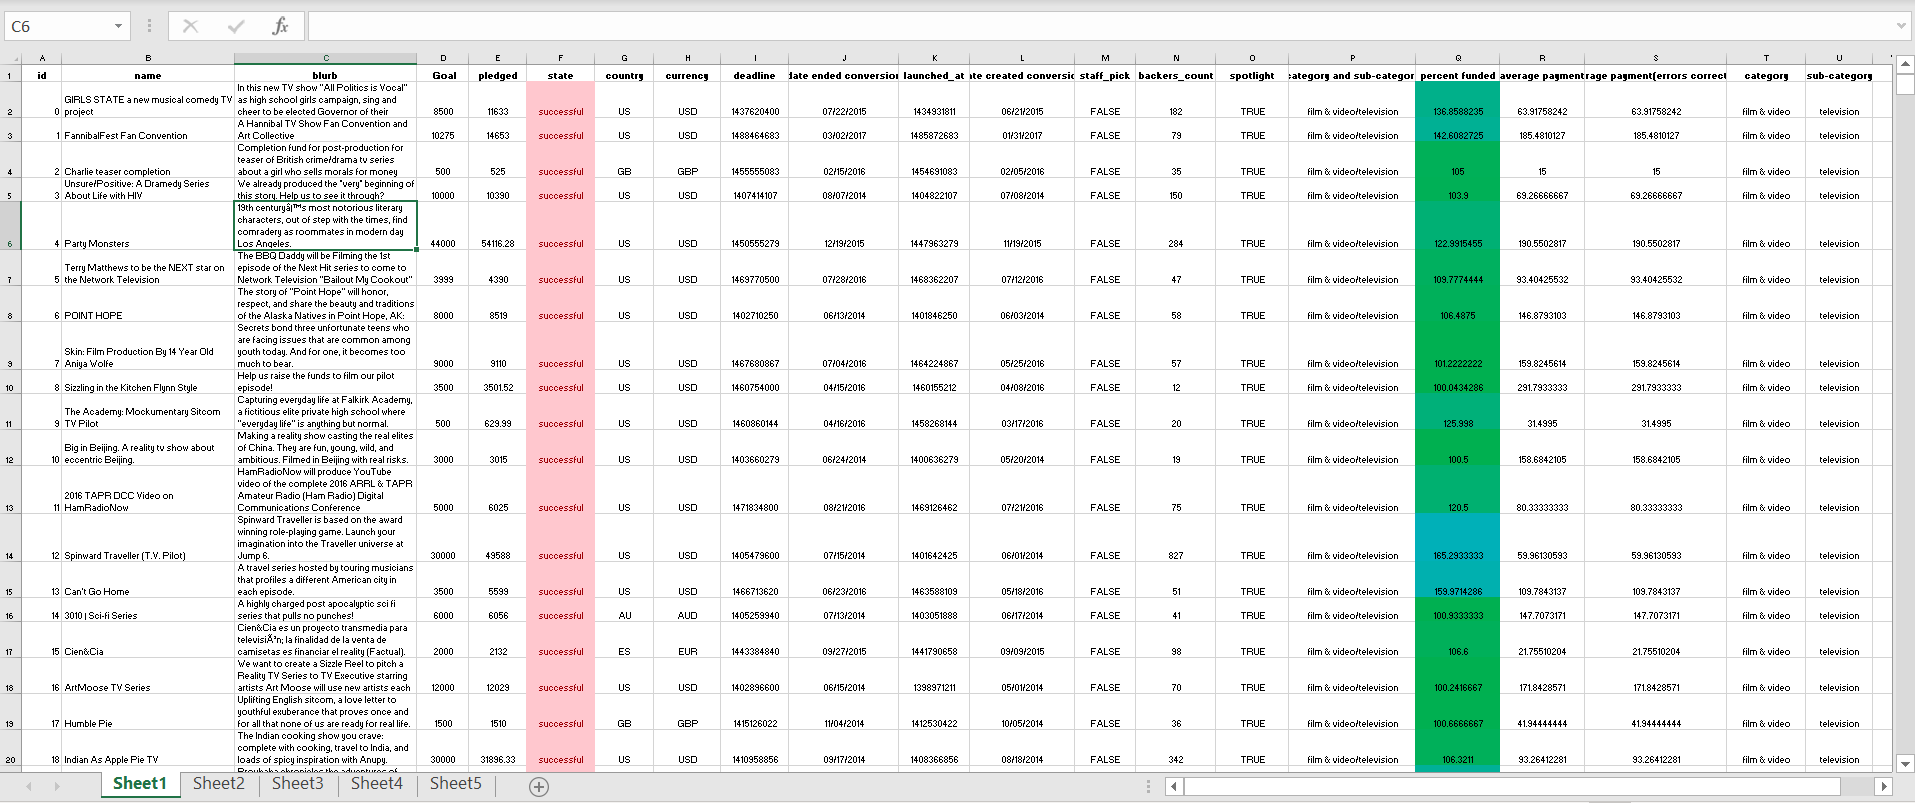 C6
fx
A B C D E F G H I J K L M N O P Q R S T U
1 id name blurb Goal pledged state country currency deadline date ended conversion launched_at te created conversic staff_pick backers_count spotlight category and sub-categor percent funded average payment rage payment(errors correct category sub-category
In this new TV show "All Politics is Vocal"
GIRLS STATE a new musical comedy TV as high school girls campaign, sing and
2 0 project cheer to be elected Governor of their 8500 11633 successful US USD 1437620400 07/22/2015 1434931811 06/21/2015 FALSE 182 TRUE film & video/television 136.8588235 63.91758242 63.91758242 film & video television
A Hannibal TV Show Fan Convention and
3 1 FannibalFest Fan Convention Art Collective 10275 14653 successful US USD 1488464683 03/02/2017 1485872683 01/31/2017 FALSE 79 TRUE film & video/television 142.6082725 185.4810127 185.4810127 film & video television
Completion fund for post-production for
teaser of British crime/drama tv series
4 2 Charlie teaser completion about a girl who sells morals for money 500 525 successful GB GBP 1455555083 02/15/2016 1454691083 02/05/2016 FALSE 35 TRUE film & video/television 105 15 15 film & video television
Unsure/Positive: A Dramedy Series We already produced the "very" beginning of
5 3 About Life with HIV this story. Help us to see it through? 10000 10390 successful US USD 1407414107 08/07/2014 1404822107 07/08/2014 FALSE 150 TRUE film & video/television 103.9 69.26666667 69.26666667 film & video television
19th centuryâ|™s most notorious literary
characters, out of step with the times, find
comradery as roommates in modern day
6 4 Party Monsters Los Angeles. 44000 54116.28 successful US USD 1450555279 12/19/2015 1447963279 11/19/2015 FALSE 284 TRUE film & video/television 122.9915455 190.5502817 190.5502817 film & video television
The BBQ Daddy will be Filming the 1st
Terry Matthews to be the NEXT star on episode of the Next Hit series to come to
7 5 the Network Television Network Television "Bailout My Cookout" 3999 4390 successful US USD 1469770500 07/28/2016 1468362207 07/12/2016 FALSE 47 TRUE film & video/television 109.7774444 93.40425532 93.40425532 film & video television
The story of "Point Hope" will honor,
respect, and share the beauty and traditions
8 6 POINT HOPE of the Alaska Natives in Point Hope, AK: 8000 8519 successful US USD 1402710250 06/13/2014 1401846250 06/03/2014 FALSE 58 TRUE film & video/television 106.4875 146.8793103 146.8793103 film & video television
Secrets bond three unfortunate teens who
are facing issues that are common among
Skin: Film Production By 14 Year Old youth today. And for one, it becomes too
9 7 Aniya Wolfe much to bear. 9000 9110 successful US USD 1467680867 07/04/2016 1464224867 05/25/2016 FALSE 57 TRUE film & video/television 101.2222222 159.8245614 159.8245614 film & video television
Help us raise the funds to film our pilot
10 8 Sizzling in the Kitchen Flynn Style episode! 3500 3501.52 successful US USD 1460754000 04/15/2016 1460155212 04/08/2016 FALSE 12 TRUE film & video/television 100.0434286 291.7933333 291.7933333 film & video television
Capturing everyday life at Falkirk Academy,
The Academy: Mockumentary Sitcom a fictitious elite private high school where
11 9 TV Pilot "everyday life" is anything but normal. 500 629.99 successful US USD 1460860144 04/16/2016 1458268144 03/17/2016 FALSE 20 TRUE film & video/television 125.998 31.4995 31.4995 film & video television
Making a reality show casting the real elites
Big in Beijing. A reality tv show about of China. They are fun, young, wild, and
12 10 eccentric Beijing. ambitious. Filmed in Beijing with real risks. 3000 3015 successful US USD 1403660279 06/24/2014 1400636279 05/20/2014 FALSE 19 TRUE film & video/television 100.5 158.6842105 158.6842105 film & video television
HamRadioNow will produce YouTube
video of the complete 2016 ARRL & TAPR
2016 TAPR DCC Video on Amateur Radio (Ham Radio) Digital
13 11 HamRadioNow Communications Conference 5000 6025 successful US USD 1471834800 08/21/2016 1469126462 07/21/2016 FALSE 75 TRUE film & video/television 120.5 80.33333333 80.33333333 film & video television
Spinward Traveller is based on the award
winning role-playing game. Launch your
imagination into the Traveller universe at
14 12 Spinward Traveller (T.V. Pilot) Jump 6. 30000 49588 successful US USD 1405479600 07/15/2014 1401642425 06/01/2014 FALSE 827 TRUE film & video/television 165.2933333 59.96130593 59.96130593 film & video television
A travel series hosted by touring musicians
that profiles a different American city in
15 13 Can't Go Home each episode. 3500 5599 successful US USD 1466713620 06/23/2016 1463588109 05/18/2016 FALSE 51 TRUE film & video/television 159.9714286 109.7843137 109.7843137 film & video television
A highly charged post apocalyptic sci fi
16 14 3010 | Sci-fi Series series that pulls no punches! 6000 6056 successful AU AUD 1405259940 07/13/2014 1403051888 06/17/2014 FALSE 41 TRUE film & video/television 100.9333333 147.7073171 147.7073171 film & video television
Cien&Cia es un proyecto transmedia para
televisiÃ³n; la finalidad de la venta de
17 15 Cien&Cia camisetas es financiar el reality (Factual). 2000 2132 successful ES EUR 1443384840 09/27/2015 1441790658 09/09/2015 FALSE 98 TRUE film & video/television 106.6 21.75510204 21.75510204 film & video television
We want to create a Sizzle Reel to pitch a
Reality TV Series to TV Executive starring
18 16 ArtMoose TV Series artists Art Moose will use new artists each 12000 12029 successful US USD 1402896600 06/15/2014 1398971211 05/01/2014 FALSE 70 TRUE film & video/television 100.2416667 171.8428571 171.8428571 film & video television
Uplifting English sitcom, a love letter to
youthful exuberance that proves once and
19 17 Humble Pie for all that none of us are ready for real life. 1500 1510 successful GB GBP 1415126022 11/04/2014 1412530422 10/05/2014 FALSE 36 TRUE film & video/television 100.6666667 41.94444444 41.94444444 film & video television
The Indian cooking show you crave:
complete with cooking, travel to India, and
20 18 Indian As Apple Pie TV loads of spicy inspiration with Anupy. 30000 31896.33 successful US USD 1410958856 09/17/2014 1408366856 08/18/2014 FALSE 342 TRUE film & video/television 106.3211 93.26412281 93.26412281 film & video television
Sheet1 Sheet2 Sheet3 Sheet4 Sheet5